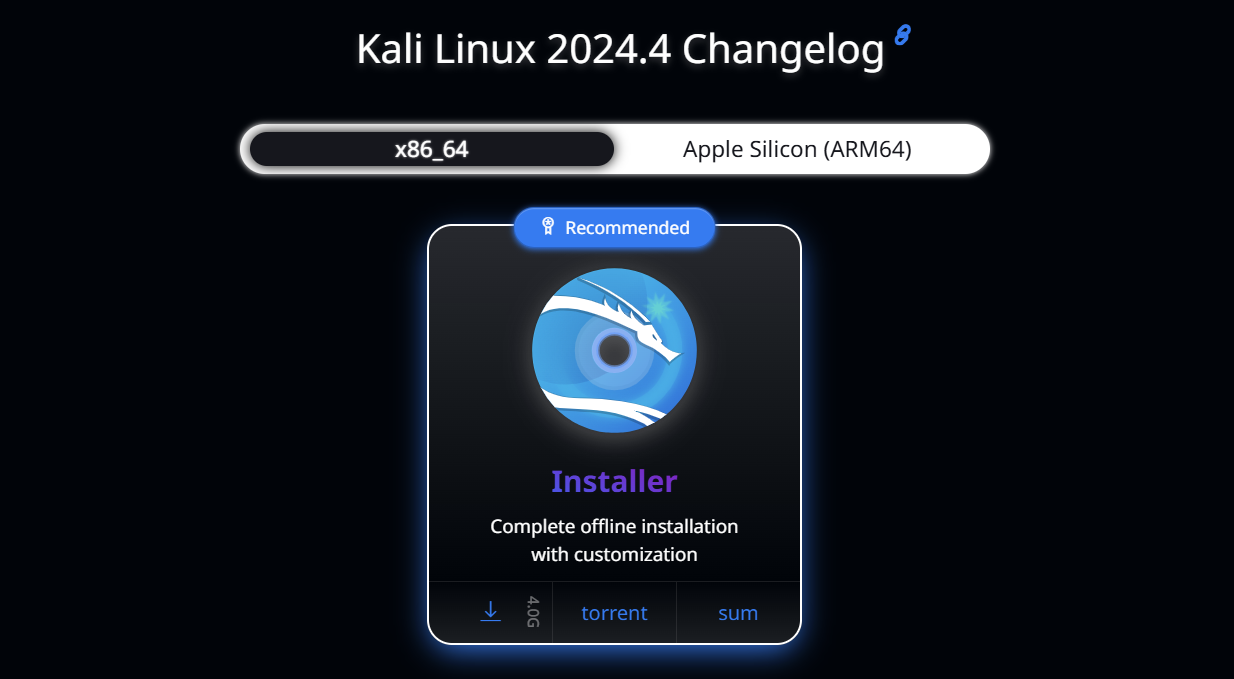 Kali Linux 2024.4 Changelog
x86_64
Apple Silicon (ARM64)
Recommended
Installer
Complete offline installation
with customization
4.0G
torrent
sum